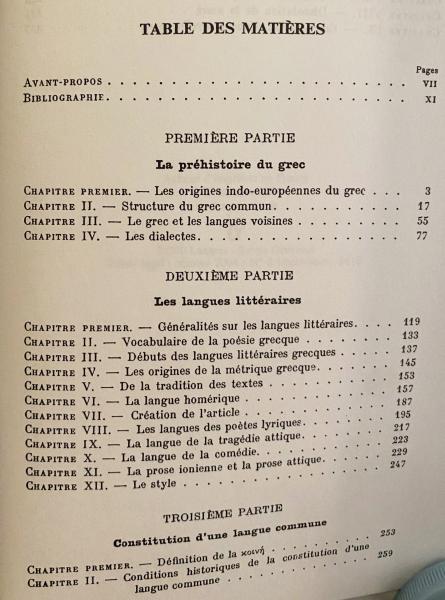 TABLE DES MATIÈRES
Pages
AVANT-PROPOS . . . . . . . . . . . . . . . . . . . . . VII
BIBLIOGRAPHIE. . . . . . . . . . . . . . . . . . . . . XI
PREMIÈRE PARTIE
La préhistoire du grec
CHAPITRE PREMIER. — Les origines indo-européennes du grec . . . 3
CHAPITRE II. — Structure du grec commun. . . . . . . . . . 17
CHAPITRE III. — Le grec et les langues voisines . . . . . . . 55
CHAPITRE IV. — Les dialectes. . . . . . . . . . . . . . . 77
DEUXIÈME PARTIE
Les langues littéraires
CHAPITRE PREMIER. — Généralités sur les langues littéraires. . . . 119
CHAPITRE II. — Vocabulaire de la poésie grecque . . . . . . . 133
CHAPITRE III. — Débuts des langues littéraires grecques . . . . . 137
CHAPITRE IV. — Les origines de la métrique grecque. . . . . . . 145
CHAPITRE V. — De la tradition des textes . . . . . . . . . . 153
CHAPITRE VI. — La langue homérique . . . . . . . . . . . . 157
CHAPITRE VII. — Création de l'article . . . . . . . . . . . 187
CHAPITRE VIII. — Les langues des poètes lyriques. . . . . . . 195
CHAPITRE IX. — La langue de la tragédie attique. . . . . . . . 217
CHAPITRE X. — La langue de la comédie. . . . . . . . . . . 223
CHAPITRE XI. — La prose ionienne et la prose attique. . . . . . 229
CHAPITRE XII. — Le style . . . . . . . . . . . . . . . . 247
TROISIÈME PARTIE
Constitution d'une langue commune
CHAPITRE PREMIER. — Définition de la κοινή . . . . . . . . . 253
CHAPITRE II. — Conditions historiques de la constitution d'une
langue commune . . . . . . . . . . . . . . 259